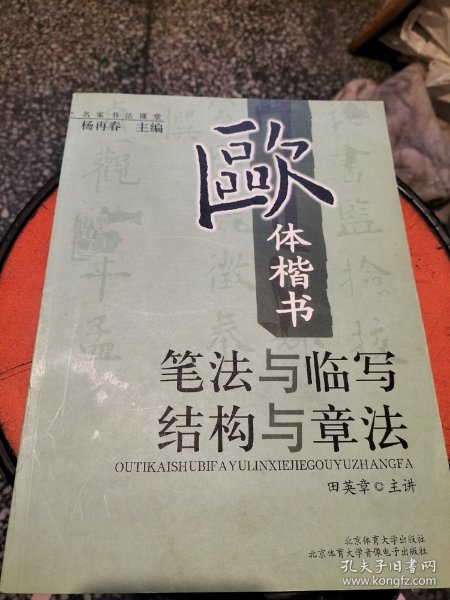 名家书法课堂
杨再春 主编
歐
体楷书
笔法与临写
结构与章法
OUTIKAISHUBIFAYULINXIEJIEGOUYUZHANGFA
田英章◎主讲
北京体育大学出版社
北京体育大学音像电子出版社
孔夫子旧书网
www.kongfz.com